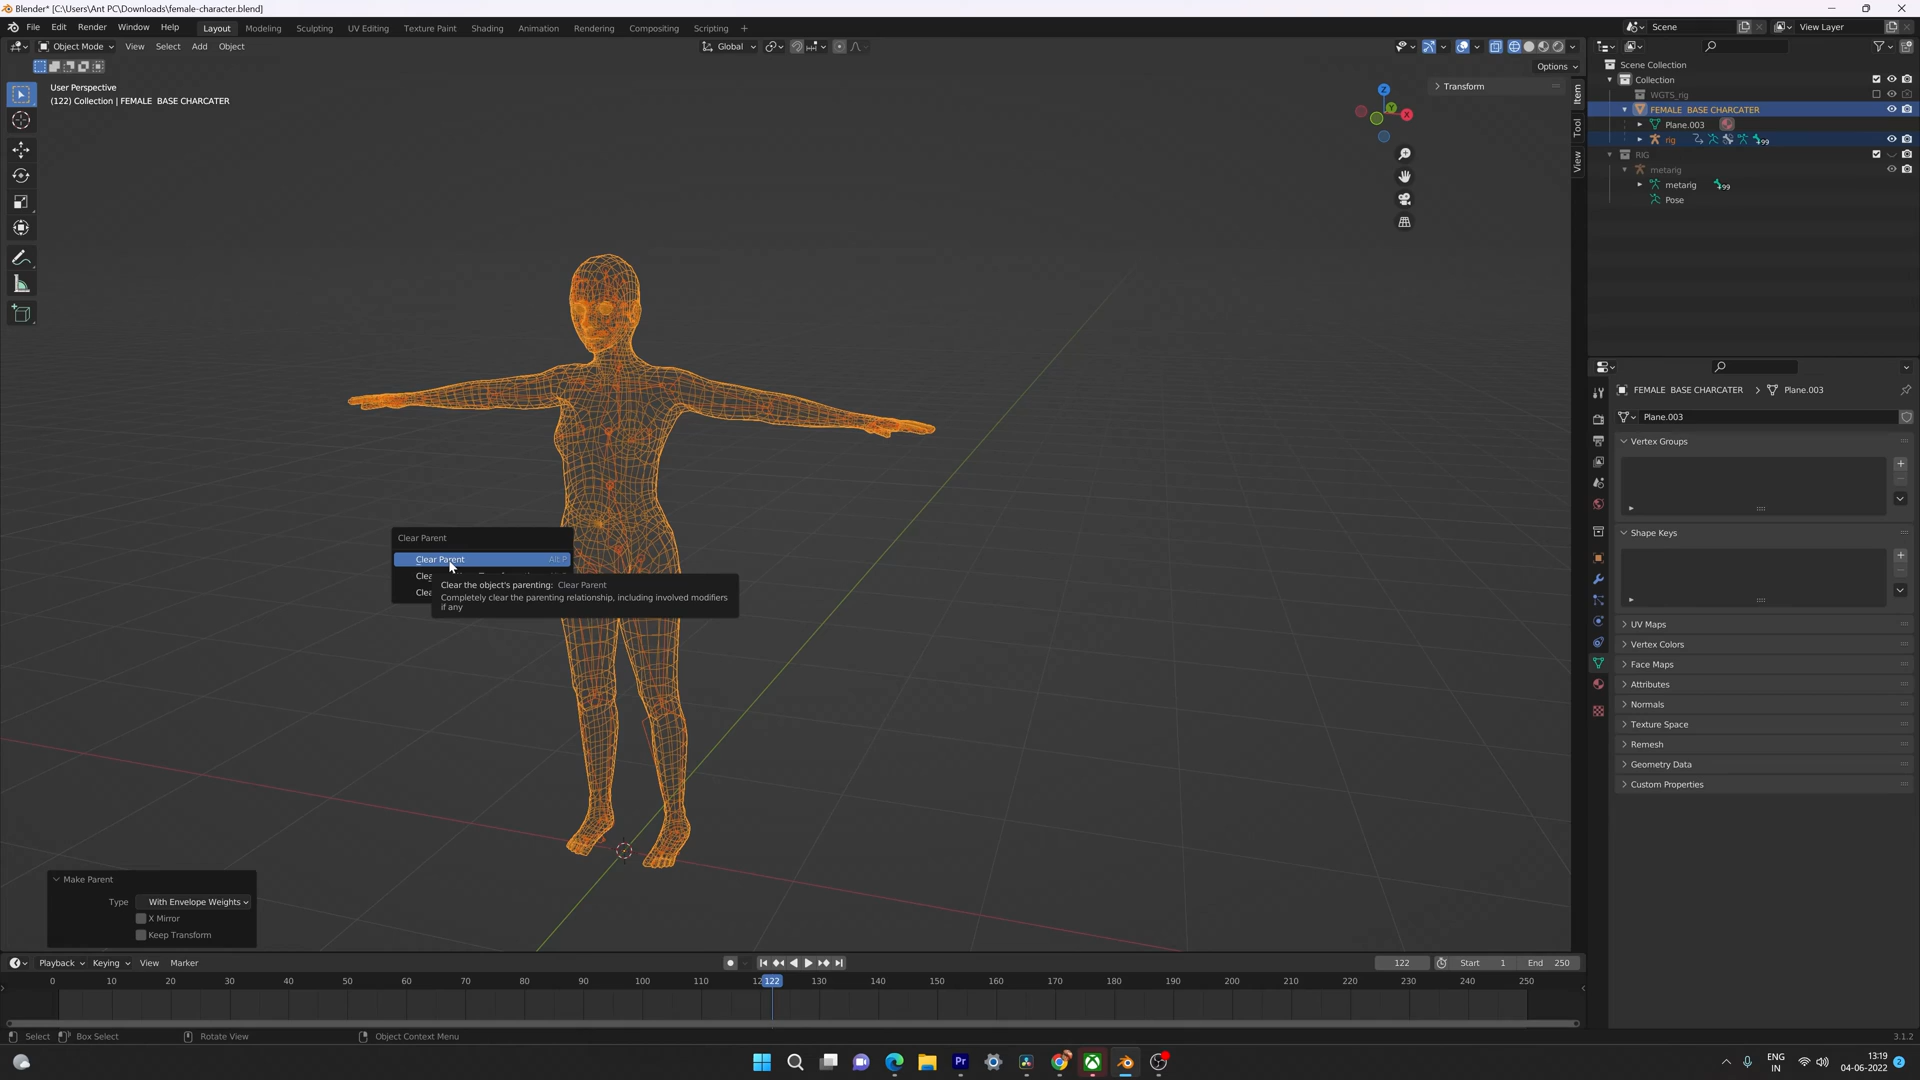 Blender* [C:\Users\Ant PC\Downloads\female-character.blend]
File Edit Render Window Help Layout Modeling Sculpting UV Editing Texture Paint Shading Animation Rendering Compositing Scripting + Scene View Layer
Object Mode View Select Add Object Global
Options
User Perspective
(122) Collection | FEMALE BASE CHARCATER
Transform
Item
Tool
View
Z
Y
X
Scene Collection
Collection
WGTS_rig
FEMALE BASE CHARCATER
Plane.003
rig 99
RIG
metarig
metarig 99
Pose
FEMALE BASE CHARCATER > Plane.003
Plane.003
Vertex Groups
Shape Keys
UV Maps
Vertex Colors
Face Maps
Attributes
Normals
Texture Space
Remesh
Geometry Data
Custom Properties
Clear Parent
Clear Parent Alt P
Clea
Clea
Clear the object's parenting: Clear Parent
Completely clear the parenting relationship, including involved modifiers
if any
Make Parent
Type With Envelope Weights
X Mirror
Keep Transform
Playback Keying View Marker 122 Start 1 End 250
0 10 20 30 40 50 60 70 80 90 100 110 12 122 130 140 150 160 170 180 190 200 210 220 230 240 250
Select Box Select Rotate View Object Context Menu 3.1.2
Pr
ENG
IN
13:19
04-06-2022
2